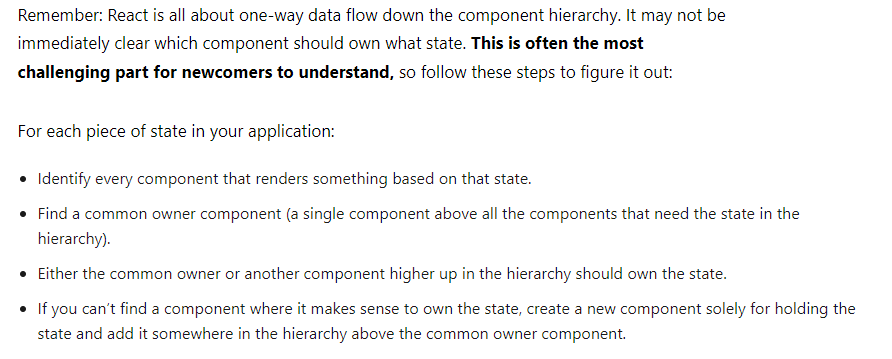 Remember: React is all about one-way data flow down the component hierarchy. It may not be
immediately clear which component should own what state. This is often the most
challenging part for newcomers to understand, so follow these steps to figure it out:
For each piece of state in your application:
• Identify every component that renders something based on that state.
• Find a common owner component (a single component above all the components that need the state in the
hierarchy).
• Either the common owner or another component higher up in the hierarchy should own the state.
• If you can't find a component where it makes sense to own the state, create a new component solely for holding the
state and add it somewhere in the hierarchy above the common owner component.